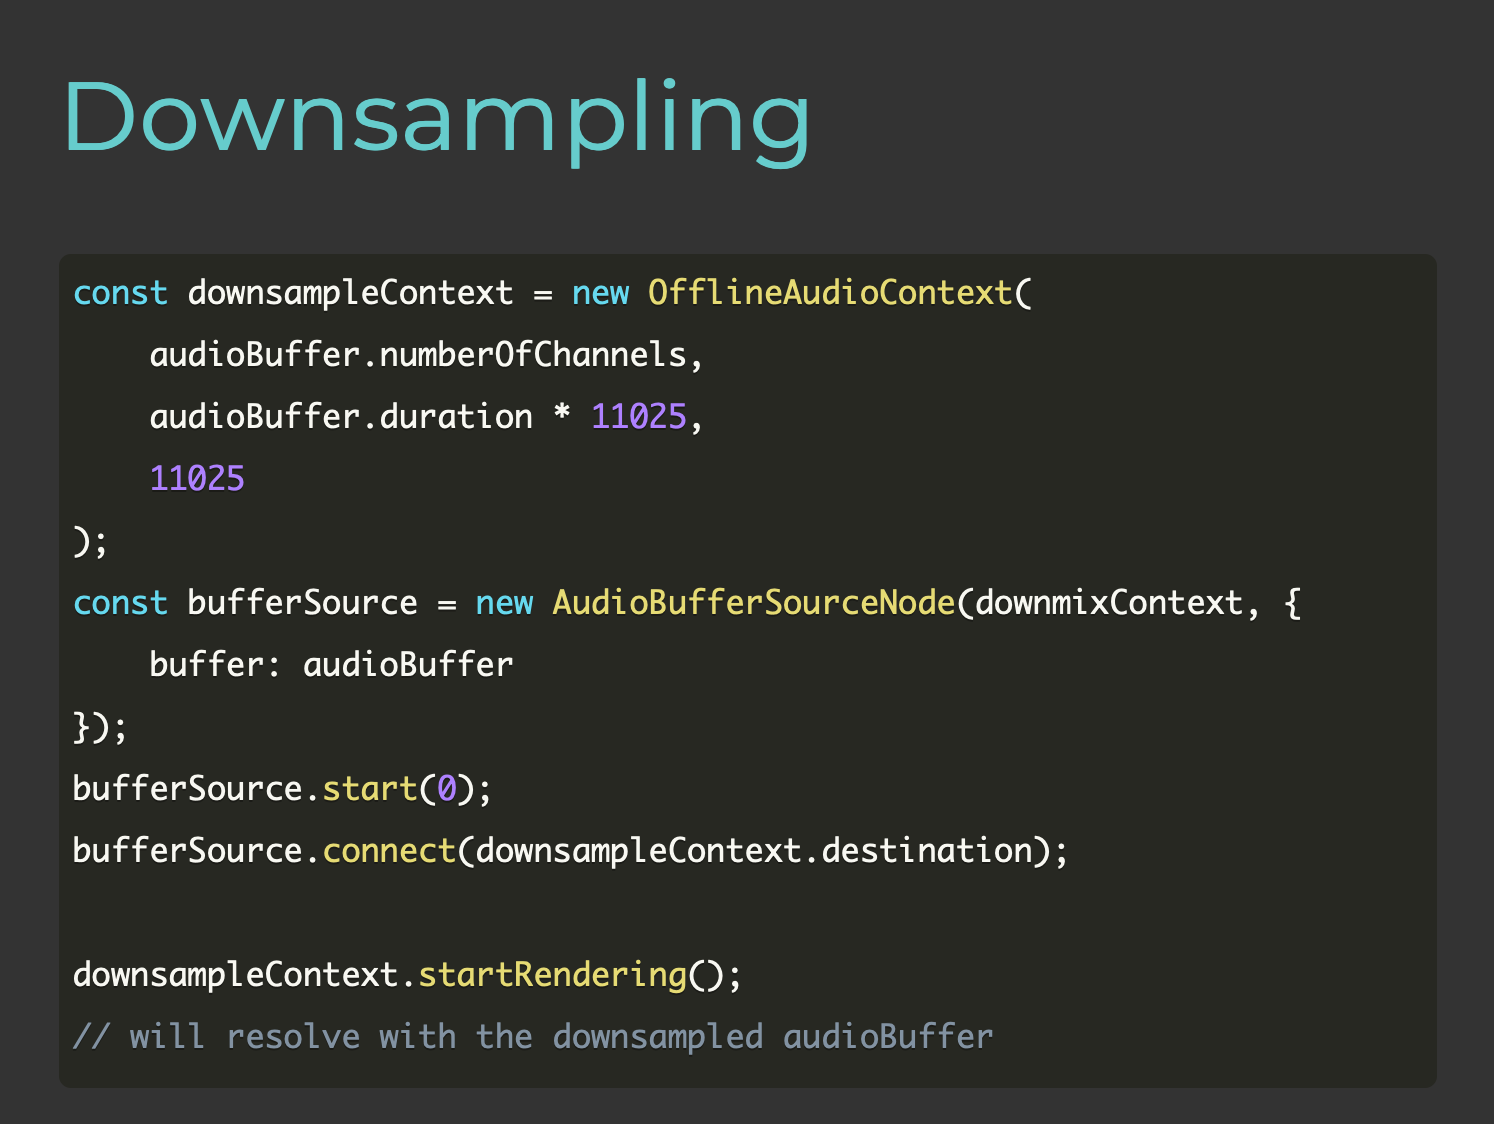 Downsampling
const downsampleContext = new OfflineAudioContext(
    audioBuffer.numberOfChannels,
    audioBuffer.duration * 11025,
    11025
);
const bufferSource = new AudioBufferSourceNode(downmixContext, {
    buffer: audioBuffer
});
bufferSource.start(0);
bufferSource.connect(downsampleContext.destination);
downsampleContext.startRendering();
// will resolve with the downsampled audioBuffer